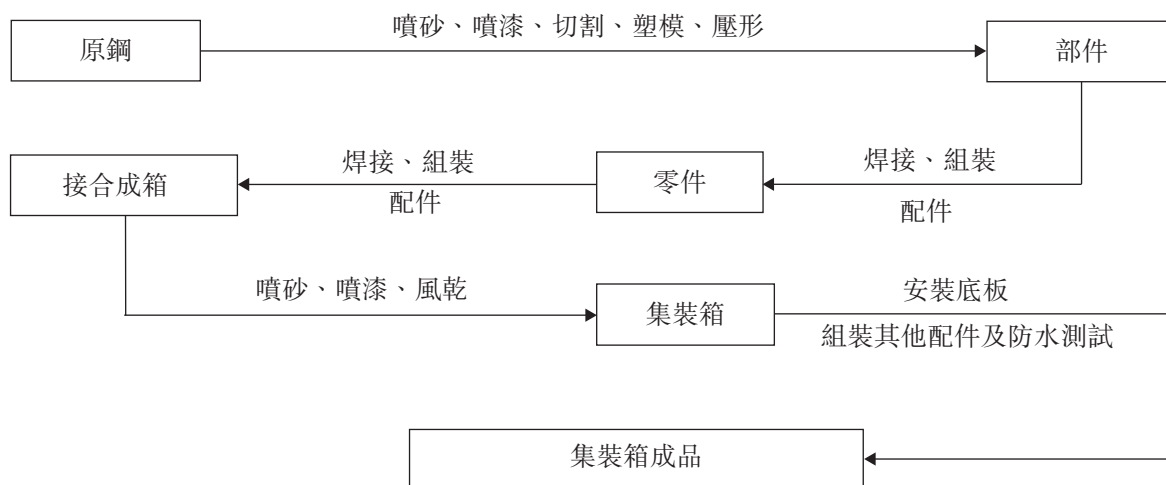 噴砂、噴漆、切割、塑模、壓形
原鋼
部件
焊接、組裝
配件
零件
焊接、組裝
配件
接合成箱
噴砂、噴漆、風乾
集裝箱
安裝底板
組裝其他配件及防水測試
集裝箱成品